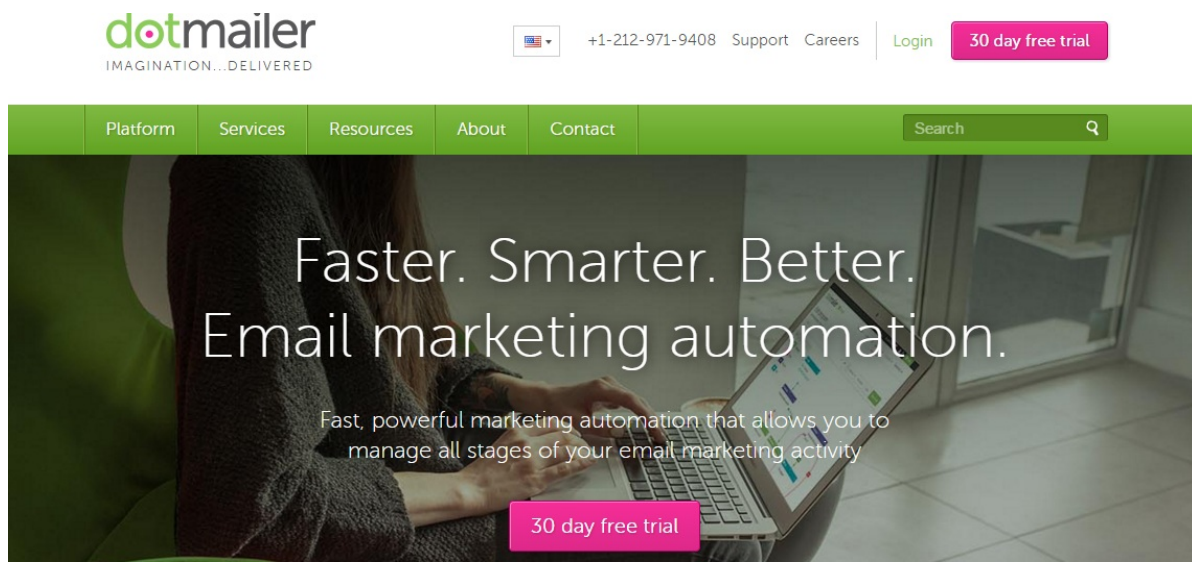 dotmailer
IMAGINATION...DELIVERED
+1-212-971-9408 Support Careers Login 30 day free trial
Platform Services Resources About Contact Search
Faster. Smarter. Better.
Email marketing automation.
Fast, powerful marketing automation that allows you to
manage all stages of your email marketing activity
30 day free trial